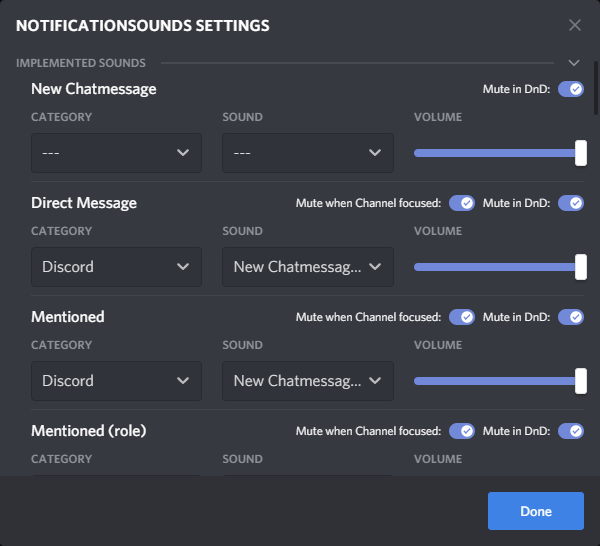 NOTIFICATIONSOUNDS SETTINGS
IMPLEMENTED SOUNDS
New Chatmessage Mute in DnD:
CATEGORY SOUND VOLUME
--- ---
Direct Message Mute when Channel focused: Mute in DnD:
CATEGORY SOUND VOLUME
Discord New Chatmessag...
Mentioned Mute when Channel focused: Mute in DnD:
CATEGORY SOUND VOLUME
Discord New Chatmessag...
Mentioned (role) Mute when Channel focused: Mute in DnD:
CATEGORY SOUND VOLUME
Done